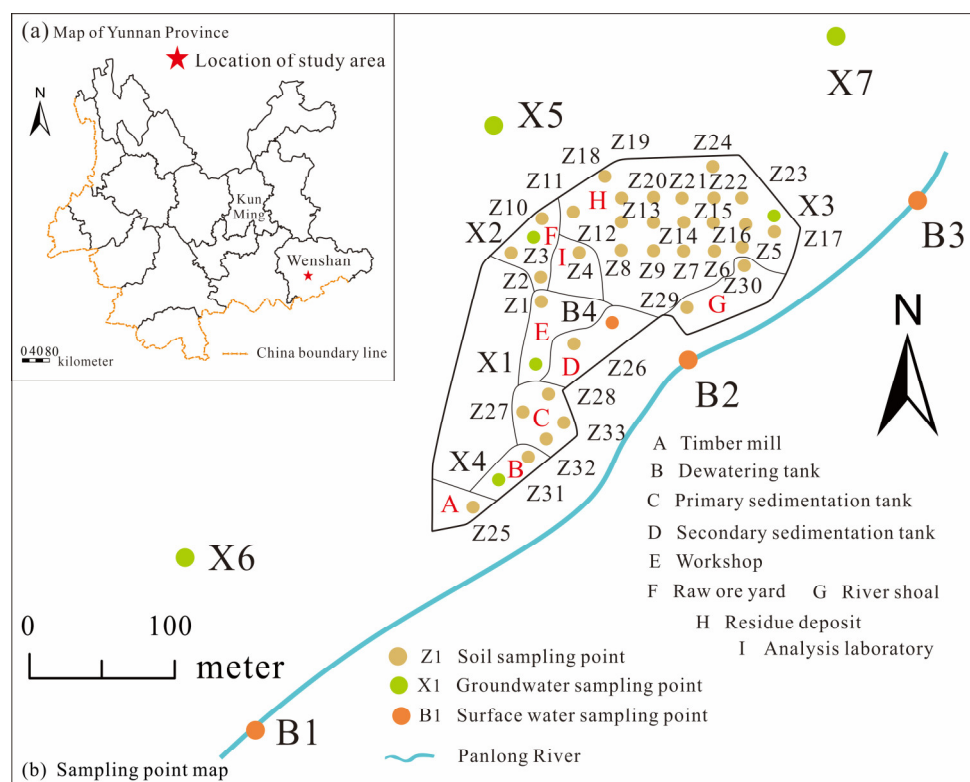 (a) Map of Yunnan Province
Location of study area
N
Kun
Ming
Wenshan
04080
kilometer
China boundary line
X7
X5
Z24
Z19
Z18
Z23
Z11
Z20 Z21 Z22
H
X3
Z10
Z13 Z15
X2
F
Z12
Z14 Z16
Z17
B3
Z3
I
Z5
Z2
Z4
Z8 Z9 Z7 Z6
Z30
Z1
B4
Z29
G
N
E
X1
D
Z26
B2
Z28
Z27
C
Z33
X4
B
Z32
Z31
A
Z25
A Timber mill
B Dewatering tank
C Primary sedimentation tank
D Secondary sedimentation tank
E Workshop
F Raw ore yard G River shoal
H Residue deposit
I Analysis laboratory
X6
0 100
meter
Z1 Soil sampling point
X1 Groundwater sampling point
B1 Surface water sampling point
B1
Panlong River
(b) Sampling point map